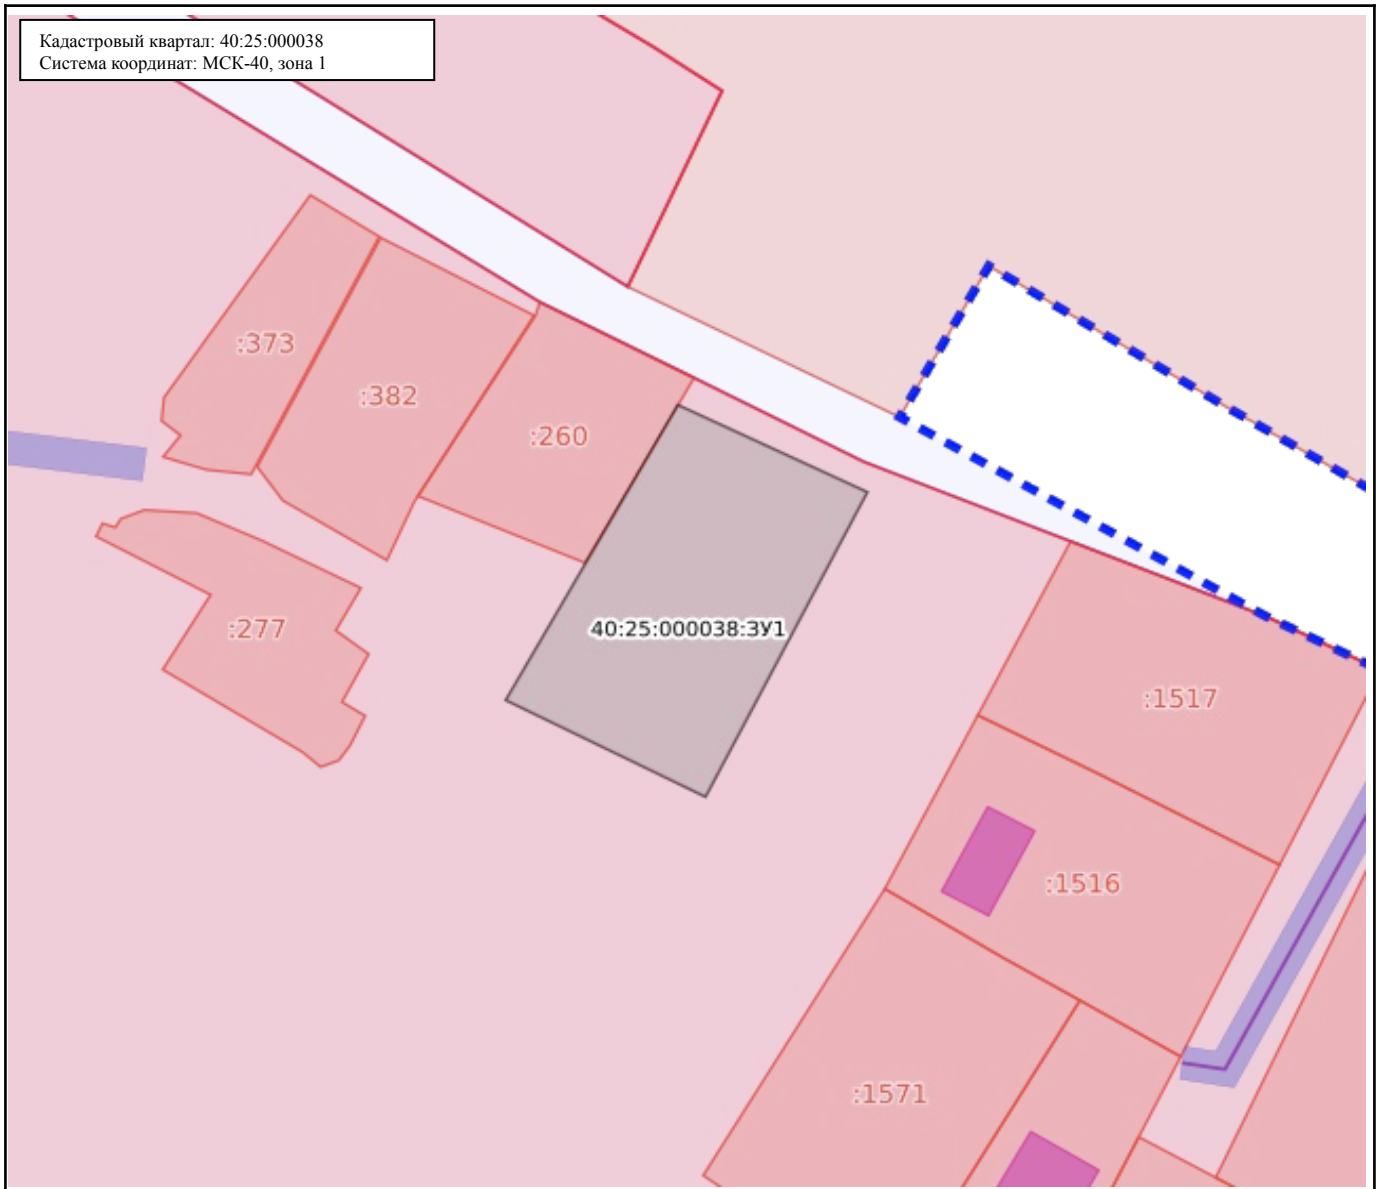 Кадастровый квартал: 40:25:000038
Система координат: МСК-40, зона 1
:373
:382
:260
:277
40:25:000038:ЗУ1
:1517
:1516
:1571